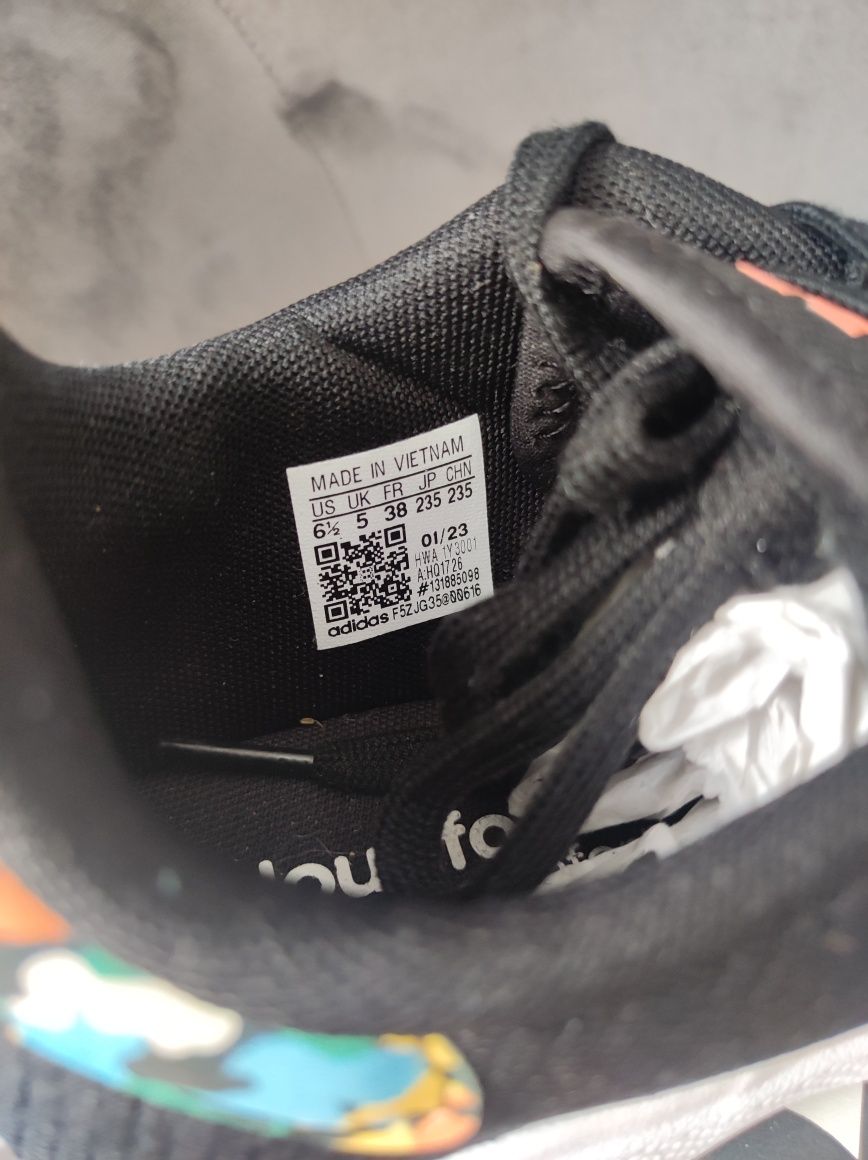 MADE IN VIETNAM
US UK FR JP CHN
6½ 5 38 235 235
01/23
HWA 1Y3001
A:HQ1726
#131885098
adidas F5ZJG35@00616